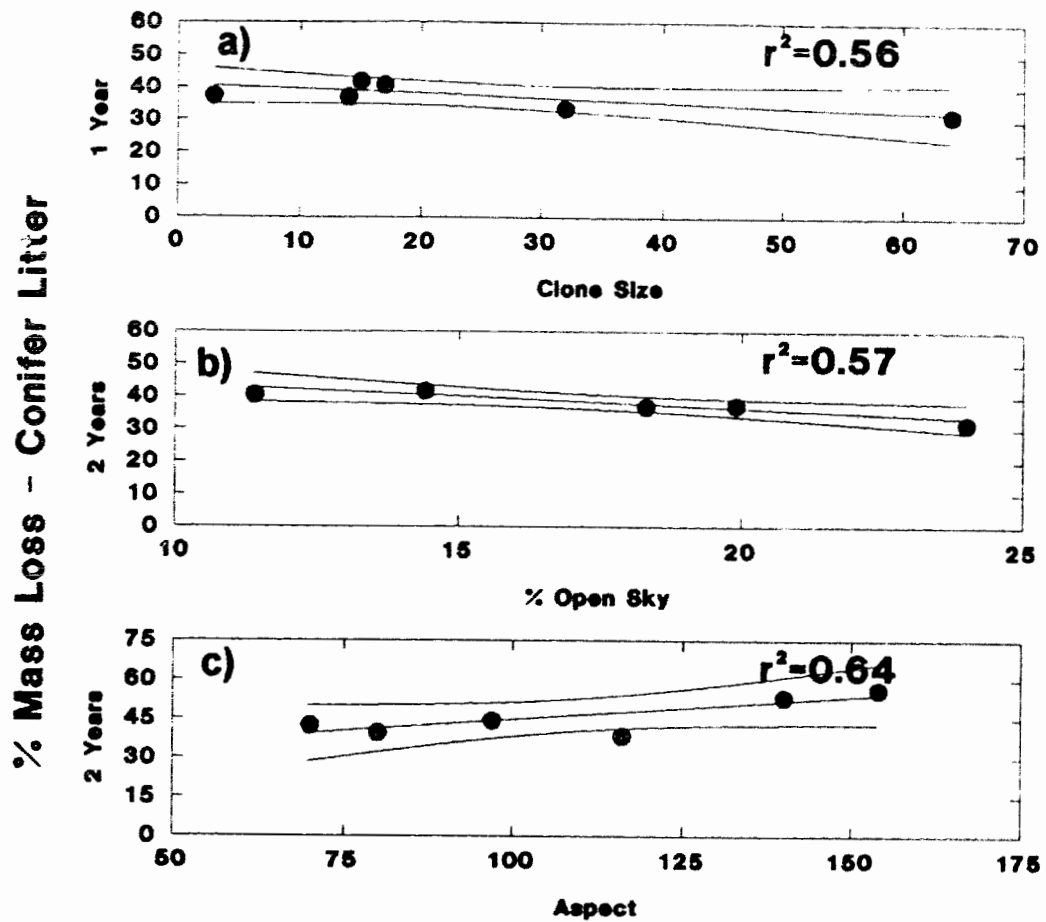 % Mass Loss - Conifer Litter
a)
r²=0.56
1 Year
60
50
40
30
20
10
0
0 10 20 30 40 50 60 70
Clone Size
b)
r²=0.57
2 Years
60
50
40
30
20
10
0
10 15 20 25
% Open Sky
c)
r²=0.64
2 Years
75
60
45
30
15
0
50 75 100 125 150 175
Aspect